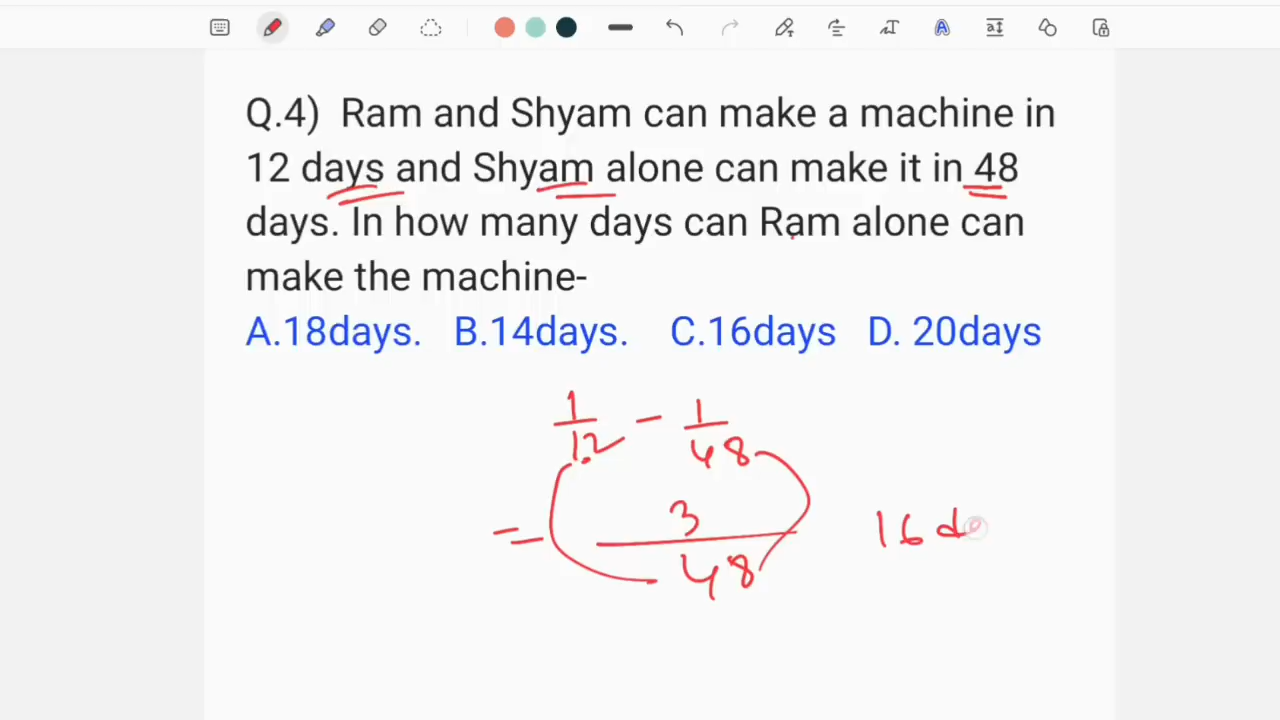 Q.4) Ram and Shyam can make a machine in
12 days and Shyam alone can make it in 48
days. In how many days can Ram alone can
make the machine-
A.18days. B.14days. C.16days D. 20days
1/12 - 1/48
= 3/48
16 da